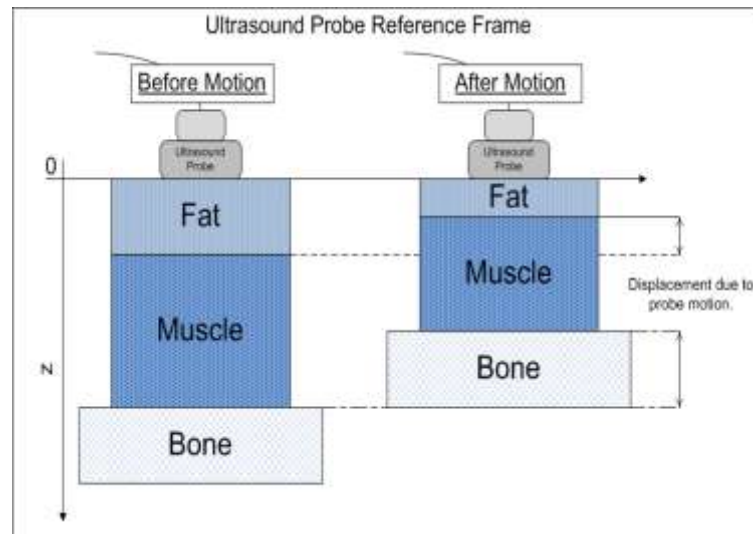 Ultrasound Probe Reference Frame
Before Motion
After Motion
Ultrasound
Probe
Ultrasound
Probe
0
Fat
Fat
Muscle
Muscle
Displacement due to
probe motion.
Z
Bone
Bone